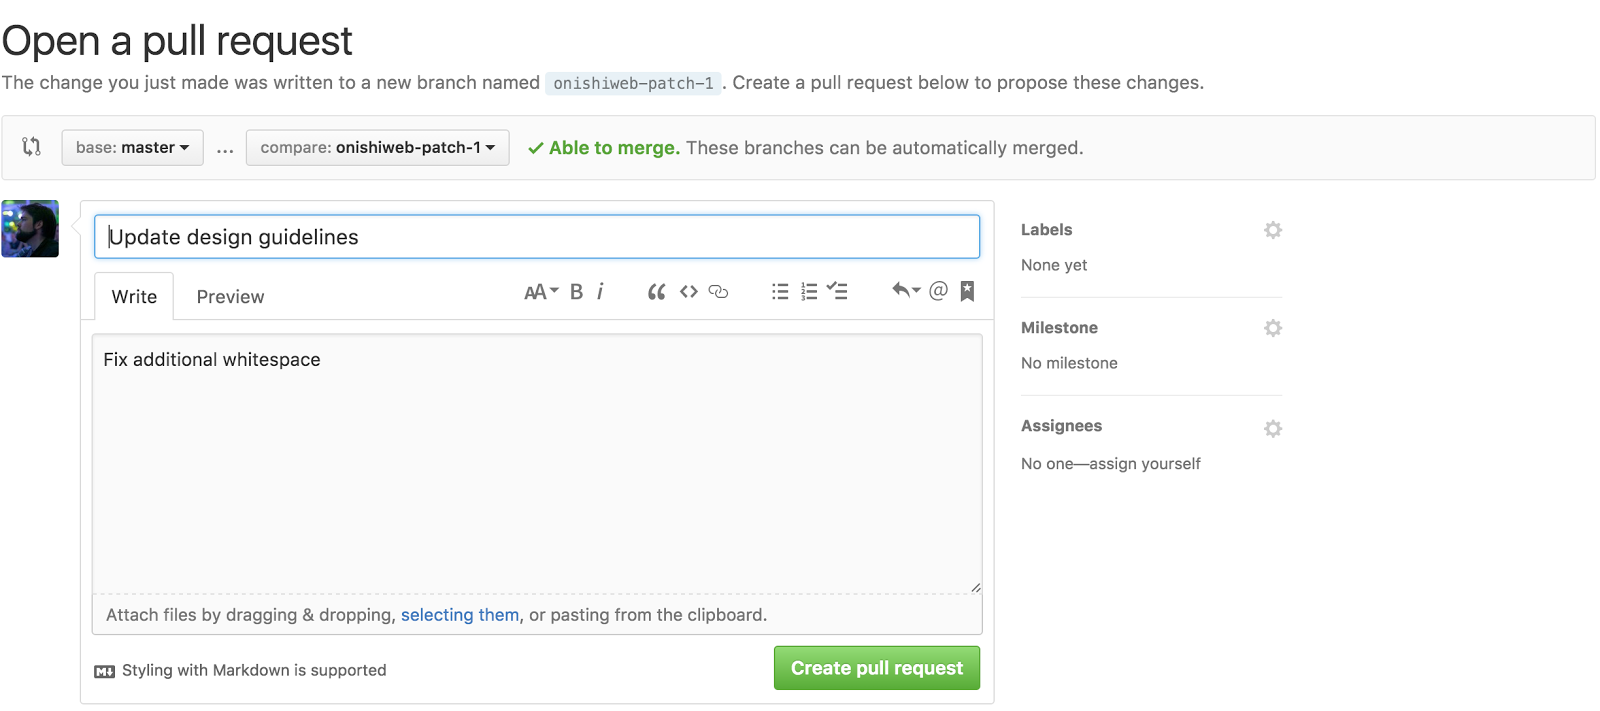 Open a pull request
The change you just made was written to a new branch named onishiweb-patch-1. Create a pull request below to propose these changes.
base: master ... compare: onishiweb-patch-1 Able to merge. These branches can be automatically merged.
Update design guidelines
Write Preview AA B i “ <> @
Fix additional whitespace
Attach files by dragging & dropping, selecting them, or pasting from the clipboard.
Styling with Markdown is supported
Create pull request
Labels
None yet
Milestone
No milestone
Assignees
No one—assign yourself